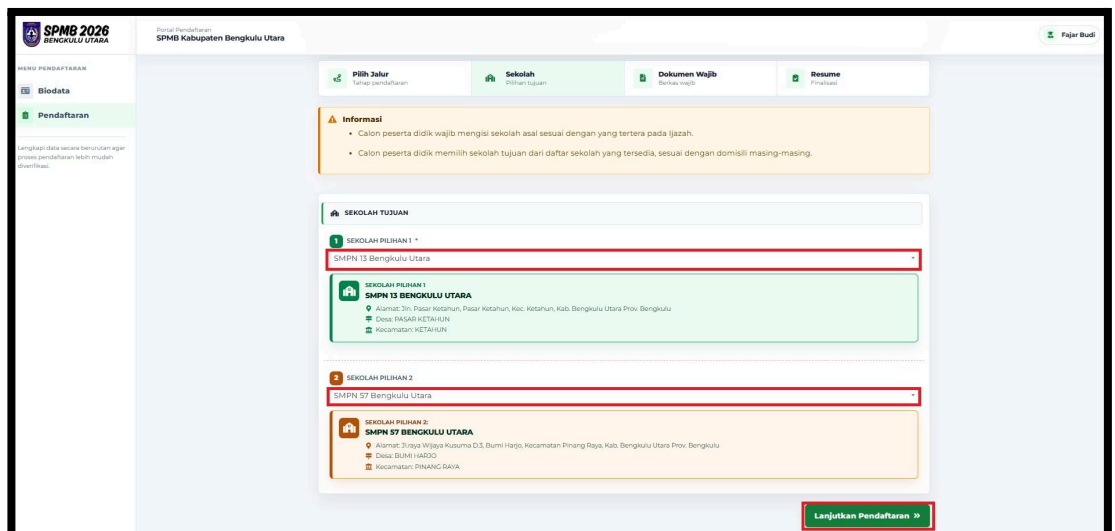 SPMB 2026
BENGKULU UTARA
Portal Pendaftaran
SPMB Kabupaten Bengkulu Utara
Fajar Budi
MENU PENDAFTARAN
Biodata
Pendaftaran
Lengkapi data secara berurutan agar
proses pendaftaran lebih mudah
diverifikasi.
Pilih Jalur
Tahap pendaftaran
Sekolah
Pilihan tujuan
Dokumen Wajib
Berkas wajib
Resume
Finalisasi
Informasi
• Calon peserta didik wajib mengisi sekolah asal sesuai dengan yang tertera pada Ijazah.
• Calon peserta didik memilih sekolah tujuan dari daftar sekolah yang tersedia, sesuai dengan domisili masing-masing.
SEKOLAH TUJUAN
1 SEKOLAH PILIHAN 1 *
SMPN 13 Bengkulu Utara
SEKOLAH PILIHAN 1
SMPN 13 BENGKULU UTARA
Alamat: Jln. Pasar Ketahun, Pasar Ketahun, Kec. Ketahun, Kab. Bengkulu Utara Prov. Bengkulu
Desa: PASAR KETAHUN
Kecamatan: KETAHUN
2 SEKOLAH PILIHAN 2
SMPN 57 Bengkulu Utara
SEKOLAH PILIHAN 2:
SMPN 57 BENGKULU UTARA
Alamat: Jl.raya Wijaya Kusuma D.3, Bumi Harjo, Kecamatan Pinang Raya, Kab. Bengkulu Utara Prov. Bengkulu
Desa: BUMI HARJO
Kecamatan: PINANG RAYA
Lanjutkan Pendaftaran »